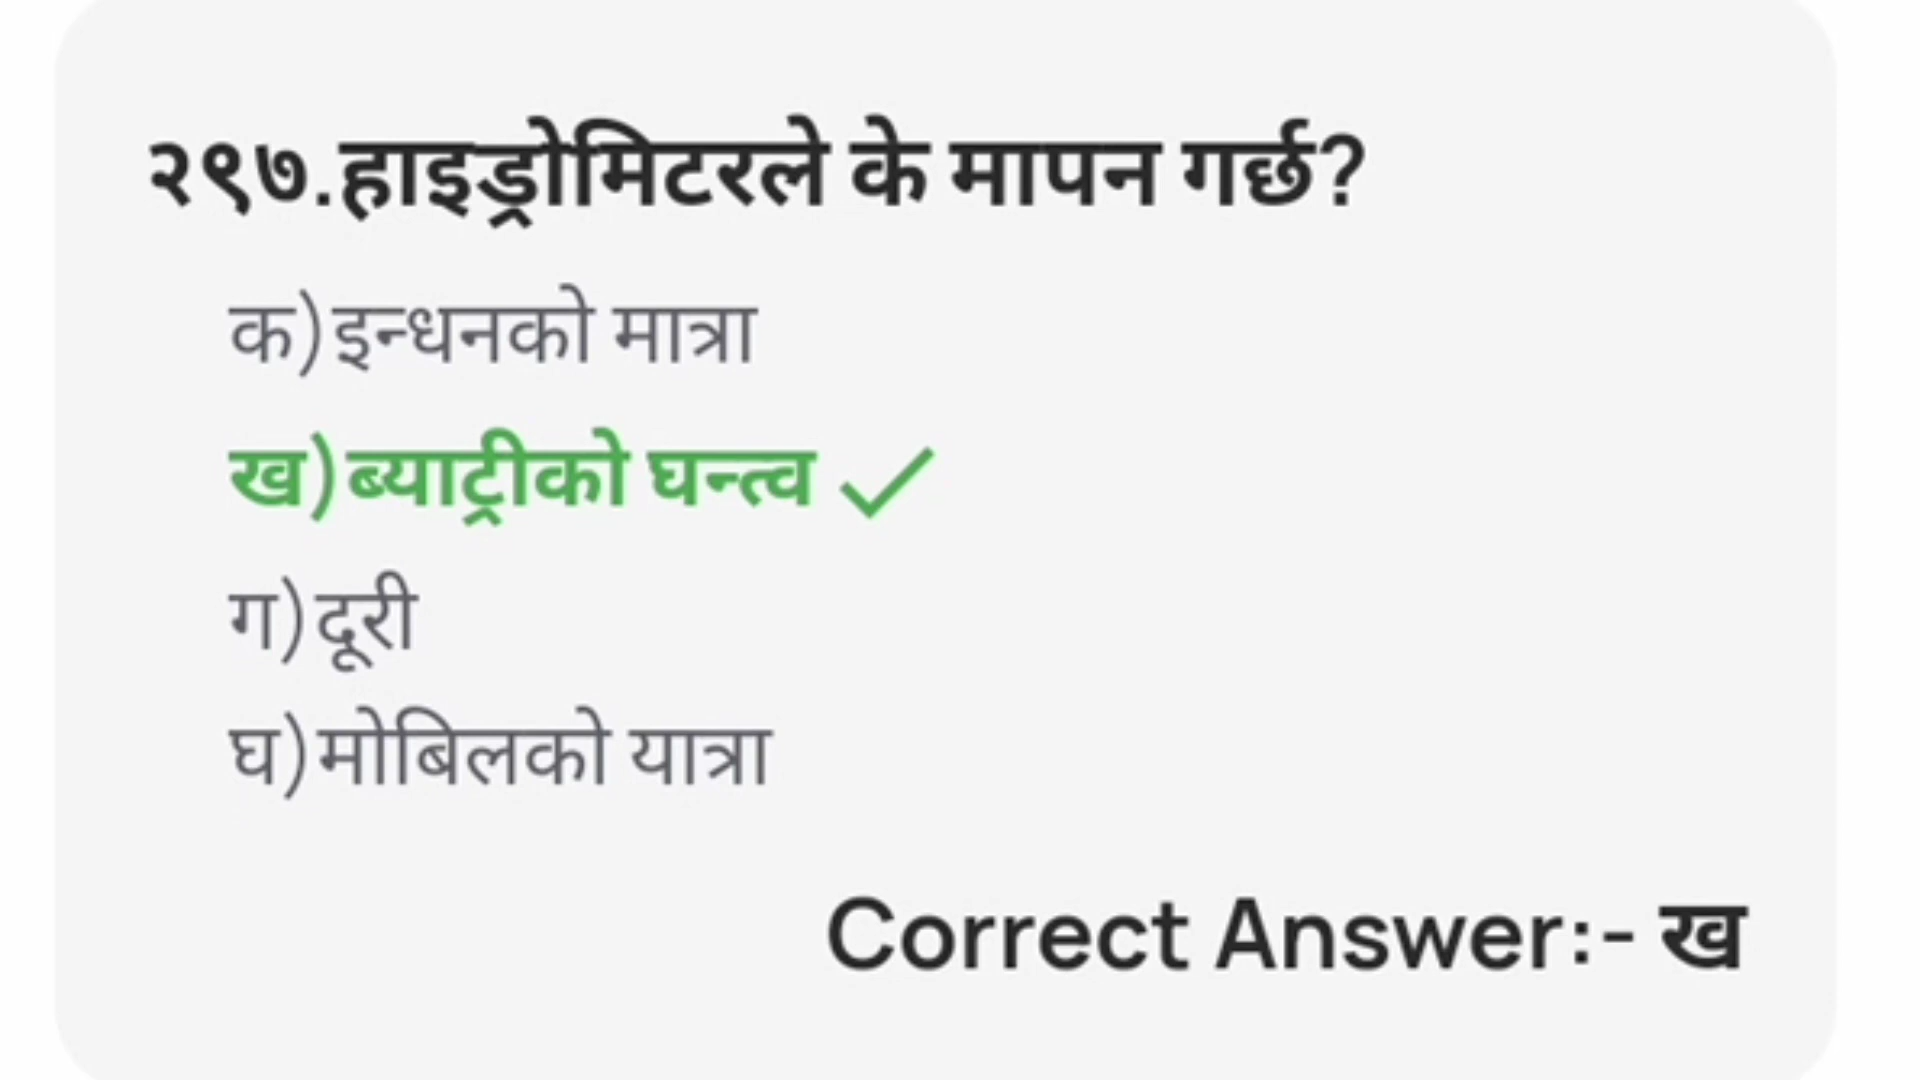 २९७.हाइड्रोमिटरले के मापन गर्छ?
क)इन्धनको मात्रा
ख)ब्याट्रीको घन्त्व ✓
ग)दूरी
घ)मोबिलको यात्रा
Correct Answer:- ख